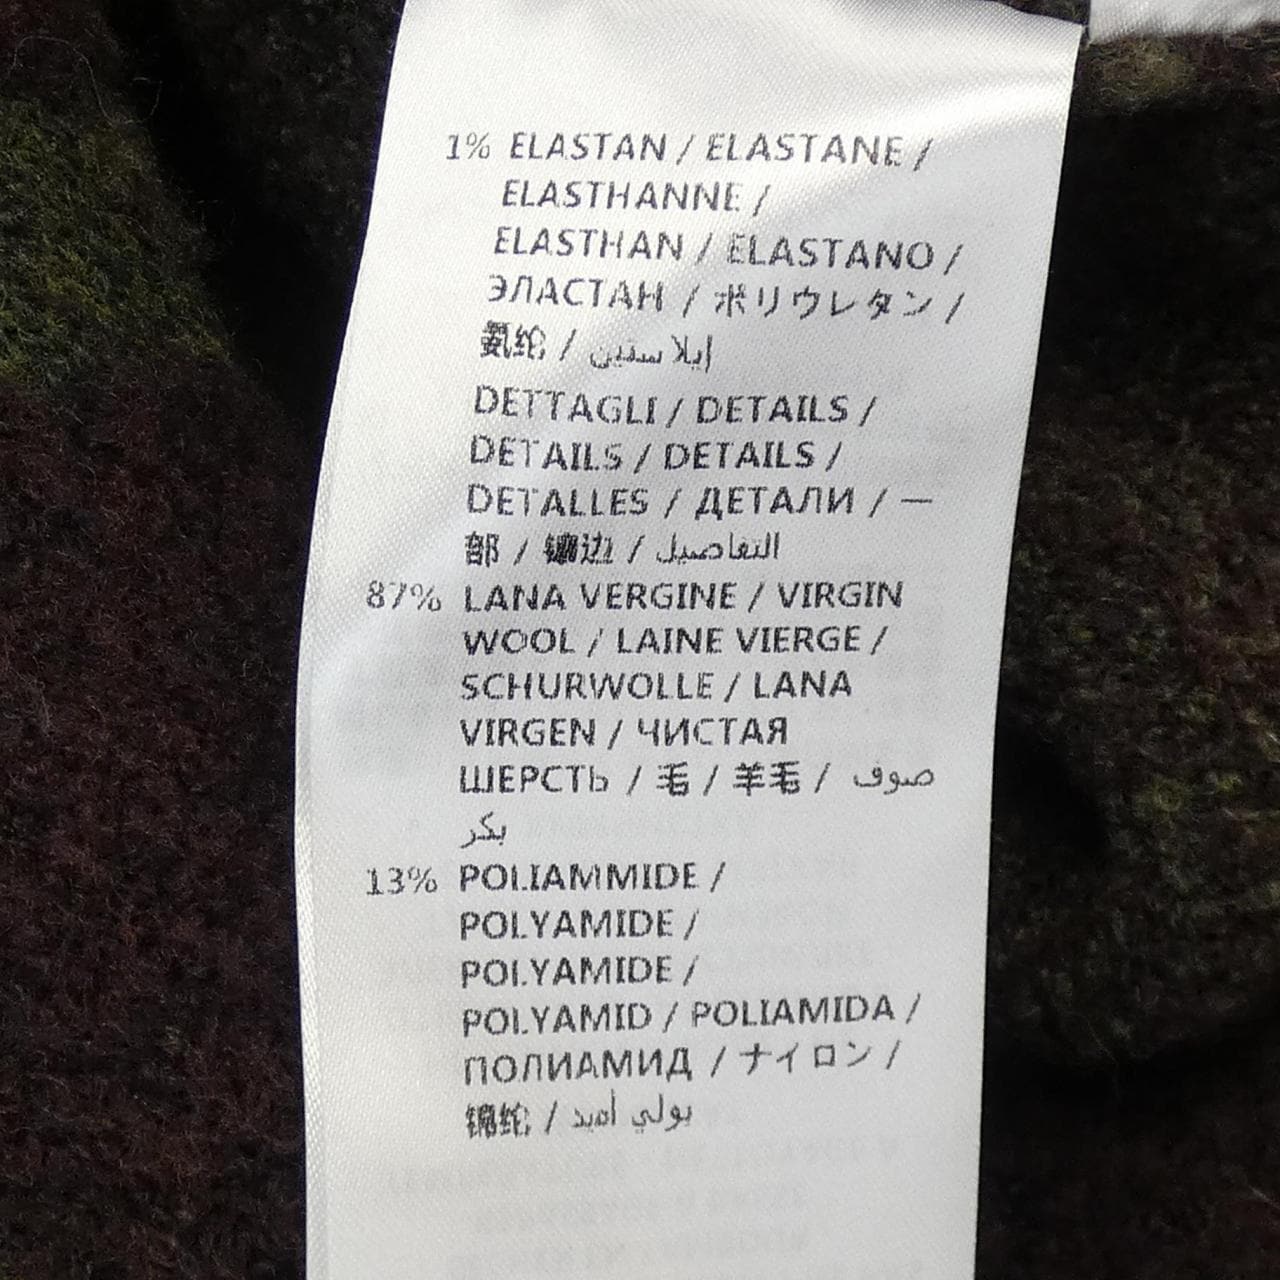 1% ELASTAN / ELASTANE /
ELASTHANNE /
ELASTHAN / ELASTANO /
ЭЛАСТАН / ポリウレタン /
氨纶 / إيلاستين
DETTAGLI / DETAILS /
DETAILS / DETAILS /
DETALLES / ДЕТАЛИ / 一
部 / 镶边 / التفاصيل
87% LANA VERGINE / VIRGIN
WOOL / LAINE VIERGE /
SCHURWOLLE / LANA
VIRGEN / ЧИСТАЯ
ШЕРСТЬ / 毛 / 羊毛 / صوف
بكر
13% POLIAMMIDE /
POLYAMIDE /
POLYAMIDE /
POLYAMID / POLIAMIDA /
ПОЛИАМИД / ナイロン /
锦纶 / بولي أميد